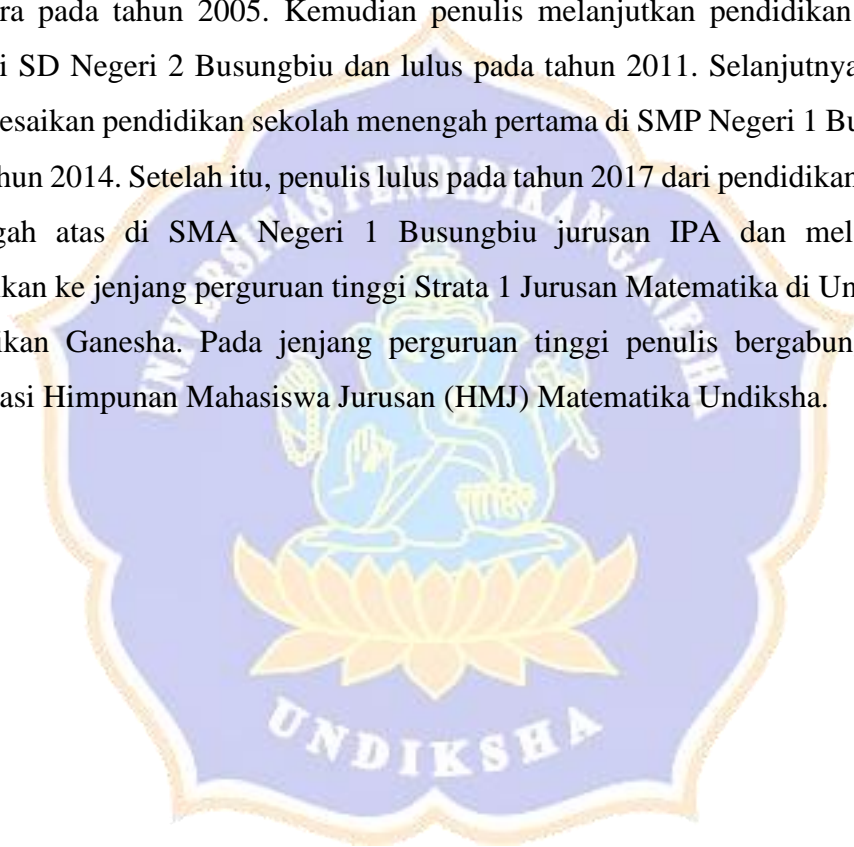 ra pada tahun 2005. Kemudian penulis melanjutkan pendidikan
i SD Negeri 2 Busungbiu dan lulus pada tahun 2011. Selanjutnya
esaikan pendidikan sekolah menengah pertama di SMP Negeri 1 Bu
hun 2014. Setelah itu, penulis lulus pada tahun 2017 dari pendidikan
gah atas di SMA Negeri 1 Busungbiu jurusan IPA dan mel
ikan ke jenjang perguruan tinggi Strata 1 Jurusan Matematika di Un
ikan Ganesha. Pada jenjang perguruan tinggi penulis bergabun
asi Himpunan Mahasiswa Jurusan (HMJ) Matematika Undiksha.
UNIVERSITAS PENDIDIKAN GANESHA
UNDIKSHA